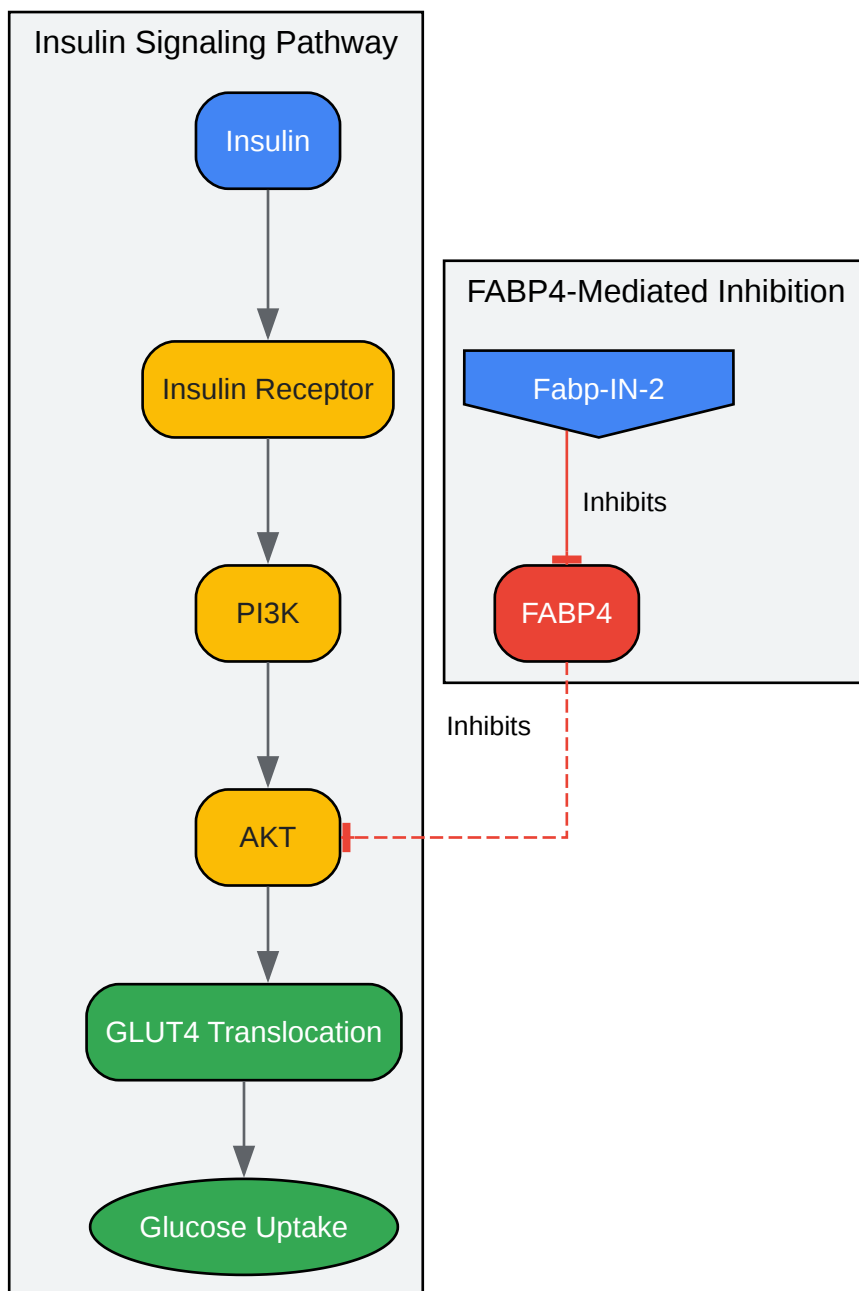 Insulin Signaling Pathway
Insulin
Insulin Receptor
PI3K
AKT
GLUT4 Translocation
Glucose Uptake
FABP4-Mediated Inhibition
Fabp-IN-2
Inhibits
FABP4
Inhibits